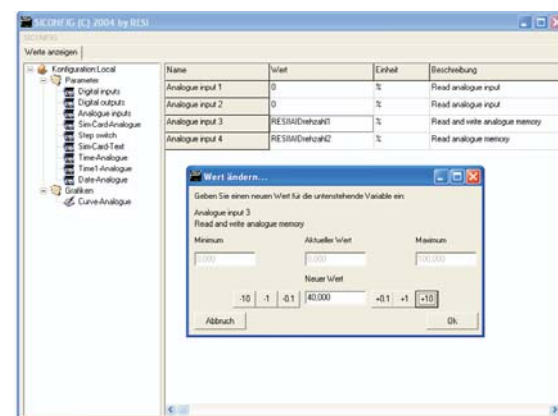 SICONFIG (C) 2004 by RESI
SICONFIG
Werte anzeigen
Konfiguration:Local
Parameter
Digital inputs
Digital outputs
Analogue inputs
Sim-Card-Analogue
Step switch
Sim-Card-Text
Time-Analogue
Time1-Analogue
Date-Analogue
Grafiken
Curve-Analogue
Name Wert Einheit Beschreibung
Analogue input 1 0 % Read analogue input
Analogue input 2 0 % Read analogue input
Analogue input 3 % Read and write analogue memory
Analogue input 4 % Read analogue memory
Wert ändern...
Geben Sie einen neuen Wert für die untenstehende Variable ein:
Analogue input 3
Read and write analogue memory
Minimum Aktueller Wert Maximum
0,000 0,000 100,000
Neuer Wert
-10 -1 -0.1 40,000 +0.1 +1 +10
Abbruch Ok